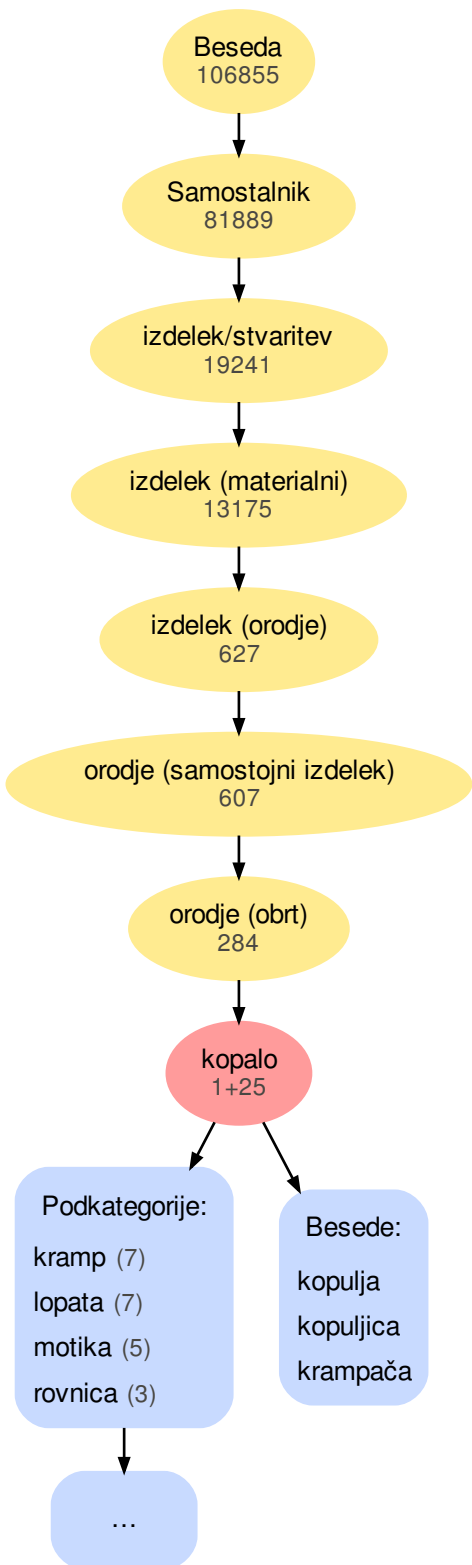 Beseda
106855
Samostalnik
81889
izdelek/stvaritev
19241
izdelek (materialni)
13175
izdelek (orodje)
627
orodje (samostojni izdelek)
607
orodje (obrt)
284
kopalo
1+25
Podkategorije:
kramp (7)
lopata (7)
motika (5)
rovnica (3)
…
Besede:
kopulja
kopuljica
krampača